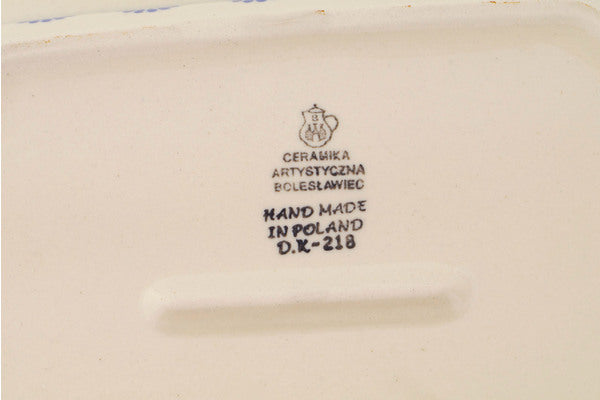 B
CERAMIKA
ARTYSTYCZNA
BOLESŁAWIEC
HAND MADE
IN POLAND
D.K-218